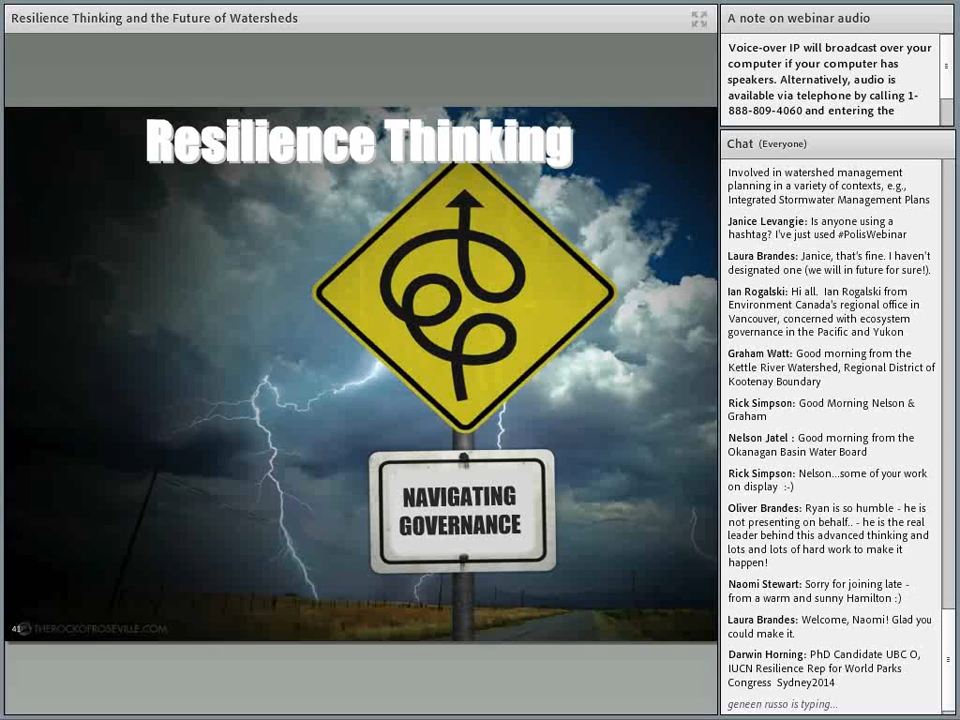 Resilience Thinking and the Future of Watersheds
Resilience Thinking
NAVIGATING
GOVERNANCE
41
THEROCKOFROSEVILLE.COM
A note on webinar audio
Voice-over IP will broadcast over your
computer if your computer has
speakers. Alternatively, audio is
available via telephone by calling 1-
888-809-4060 and entering the
Chat (Everyone)
Involved in watershed management
planning in a variety of contexts, e.g.,
Integrated Stormwater Management Plans
Janice Levangie: Is anyone using a
hashtag? I've just used #PolisWebinar
Laura Brandes: Janice, that's fine. I haven't
designated one (we will in future for sure!).
Ian Rogalski: Hi all. Ian Rogalski from
Environment Canada's regional office in
Vancouver, concerned with ecosystem
governance in the Pacific and Yukon
Graham Watt: Good morning from the
Kettle River Watershed, Regional District of
Kootenay Boundary
Rick Simpson: Good Morning Nelson &
Graham
Nelson Jatel : Good morning from the
Okanagan Basin Water Board
Rick Simpson: Nelson...some of your work
on display :-)
Oliver Brandes: Ryan is so humble - he is
not presenting on behalf.. - he is the real
leader behind this advanced thinking and
lots and lots of hard work to make it
happen!
Naomi Stewart: Sorry for joining late -
from a warm and sunny Hamilton :)
Laura Brandes: Welcome, Naomi! Glad you
could make it.
Darwin Horning: PhD Candidate UBC O,
IUCN Resilience Rep for World Parks
Congress Sydney2014
geneen russo is typing...